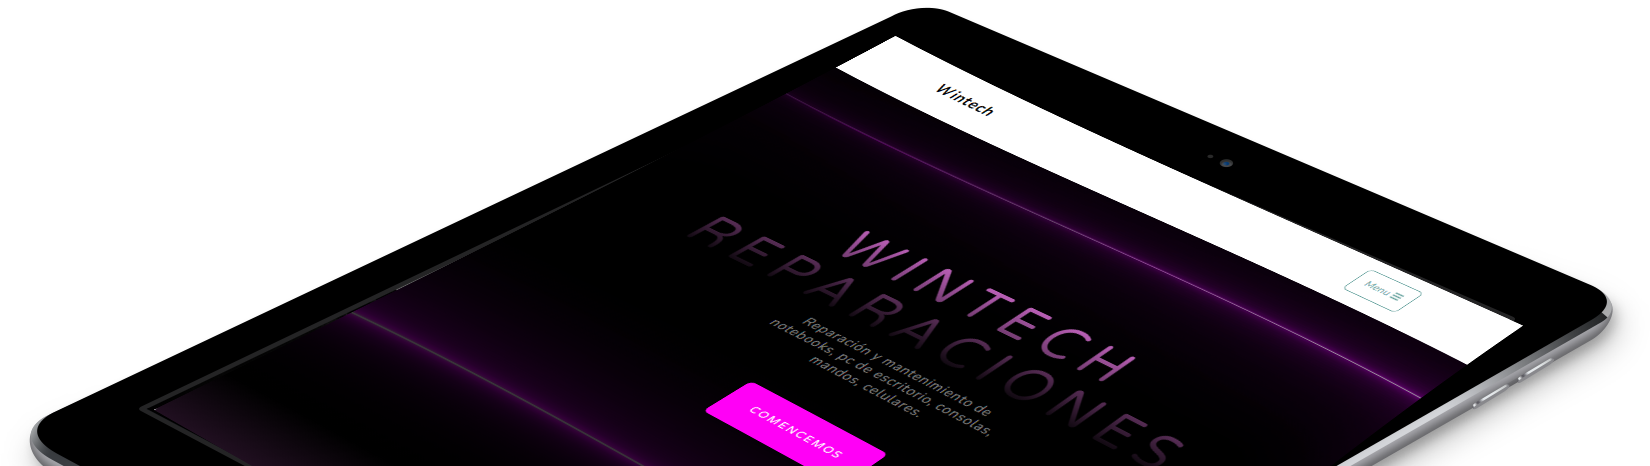 Wintech
Menu
WINTECH
REPARACIONES
Reparación y mantenimiento de
notebooks, pc de escritorio, consolas,
mandos, celulares.
COMENCEMOS